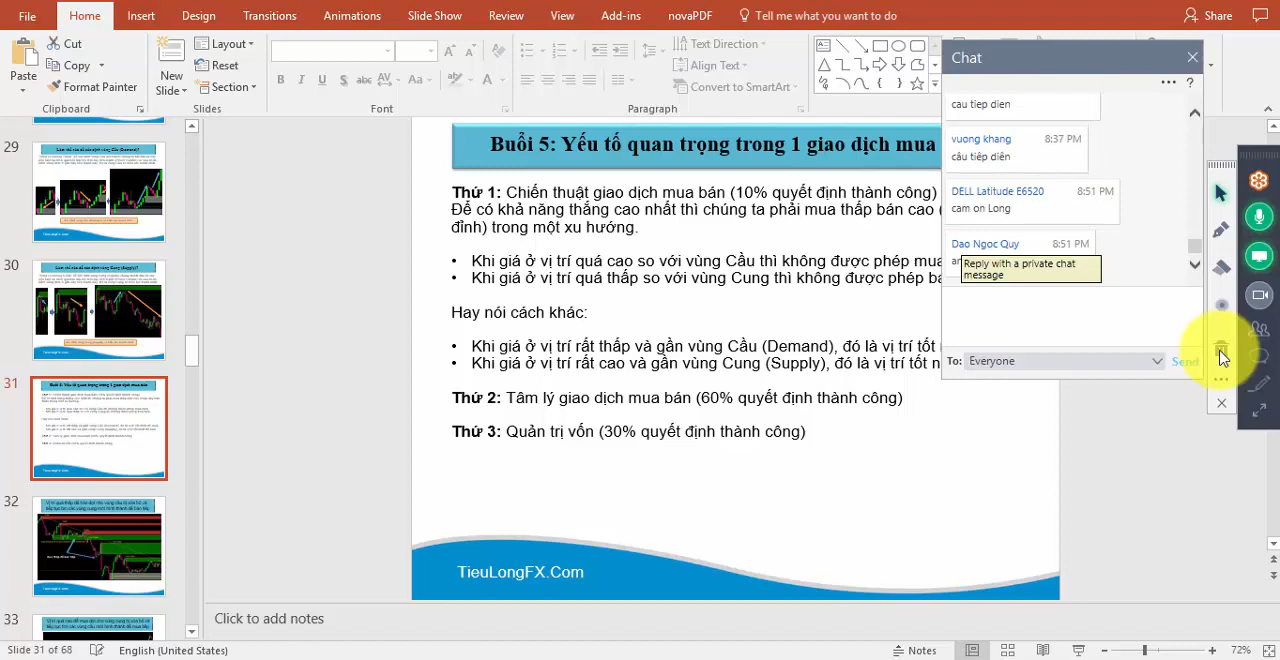 File Home Insert Design Transitions Animations Slide Show Review View Add-ins novaPDF Tell me what you want to do... Share
Paste
Cut
Copy
Format Painter
Clipboard
New
Slide
Layout
Reset
Section
Slides
B I U S abc AV Aa A
Font
Text Direction
Align Text
Convert to SmartArt
Paragraph
Chat
cau tiep dien
vuong khang 8:37 PM
cầu tiếp diên
DELL Latitude E6520 8:51 PM
cam on Long
Dao Ngoc Quy 8:51 PM
Reply with a private chat
message
To: Everyone Send
29
30
31
32
33
Buổi 5: Yếu tố quan trọng trong 1 giao dịch mua
Thứ 1: Chiến thuật giao dịch mua bán (10% quyết định thành công)
Để có khả năng thắng cao nhất thì chúng ta phải mua thấp bán cao (
đỉnh) trong mọi xu hướng.
• Khi giá ở vị trí quá cao so với vùng Cầu thì không được phép mua
• Khi giá ở vị trí quá thấp so với vùng Cung thì không được phép bá
Hay nói cách khác:
• Khi giá ở vị trí rất thấp và gần vùng Cầu (Demand), đó là vị trí tốt n
• Khi giá ở vị trí rất cao và gần vùng Cung (Supply), đó là vị trí tốt n
Thứ 2: Tâm lý giao dịch mua bán (60% quyết định thành công)
Thứ 3: Quản trị vốn (30% quyết định thành công)
TieuLongFX.Com
Click to add notes
Slide 31 of 68 English (United States) Notes 72%